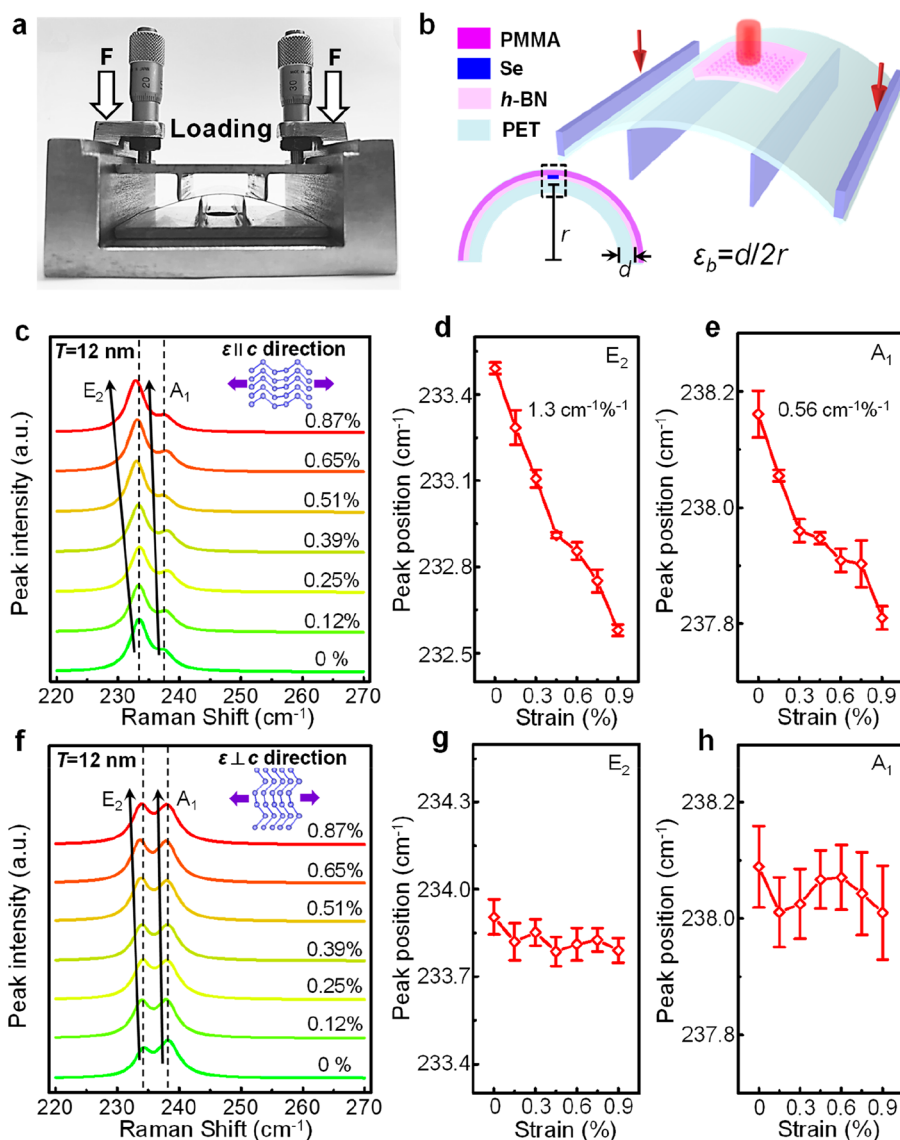 a
F
F
Loading
20
30
b
PMMA
Se
h-BN
PET
r
d
εb=d/2r
c
T=12 nm
ε‖c direction
E2
A1
0.87%
0.65%
0.51%
0.39%
0.25%
0.12%
0 %
Peak intensity (a.u.)
220 230 240 250 260 270
Raman Shift (cm-1)
d
E2
1.3 cm-1%-1
Peak position (cm-1)
233.4
233.1
232.8
232.5
0 0.3 0.6 0.9
Strain (%)
e
A1
0.56 cm-1%-1
Peak position (cm-1)
238.2
238.0
237.8
0 0.3 0.6 0.9
Strain (%)
f
T=12 nm
ε⊥c direction
E2
A1
0.87%
0.65%
0.51%
0.39%
0.25%
0.12%
0 %
Peak intensity (a.u.)
220 230 240 250 260 270
Raman Shift (cm-1)
g
E2
Peak position (cm-1)
234.3
234.0
233.7
233.4
0 0.3 0.6 0.9
Strain (%)
h
A1
Peak position (cm-1)
238.2
238.0
237.8
0 0.3 0.6 0.9
Strain (%)